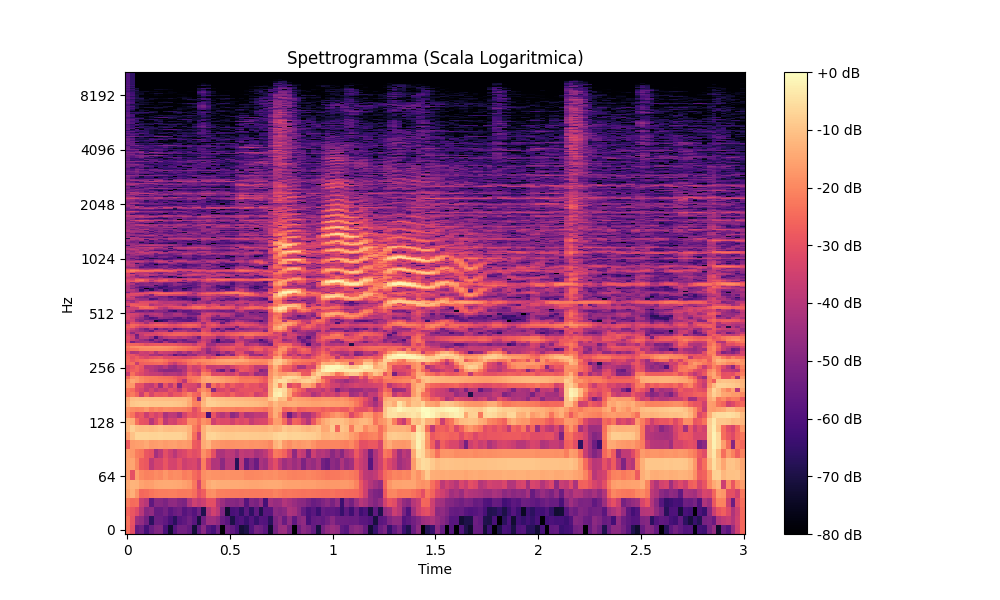 Spettrogramma (Scala Logaritmica)
Hz
8192
4096
2048
1024
512
256
128
64
0
0 0.5 1 1.5 2 2.5 3
Time
+0 dB
-10 dB
-20 dB
-30 dB
-40 dB
-50 dB
-60 dB
-70 dB
-80 dB